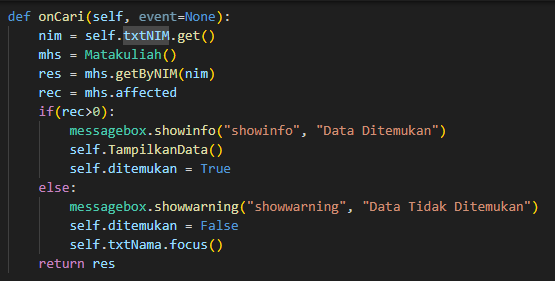 def onCari(self, event=None):
nim = self.txtNIM.get()
mhs = Matakuliah()
res = mhs.getByNIM(nim)
rec = mhs.affected
if(rec>0):
messagebox.showinfo("showinfo", "Data Ditemukan")
self.TampilkanData()
self.ditemukan = True
else:
messagebox.showwarning("showwarning", "Data Tidak Ditemukan")
self.ditemukan = False
self.txtNama.focus()
return res